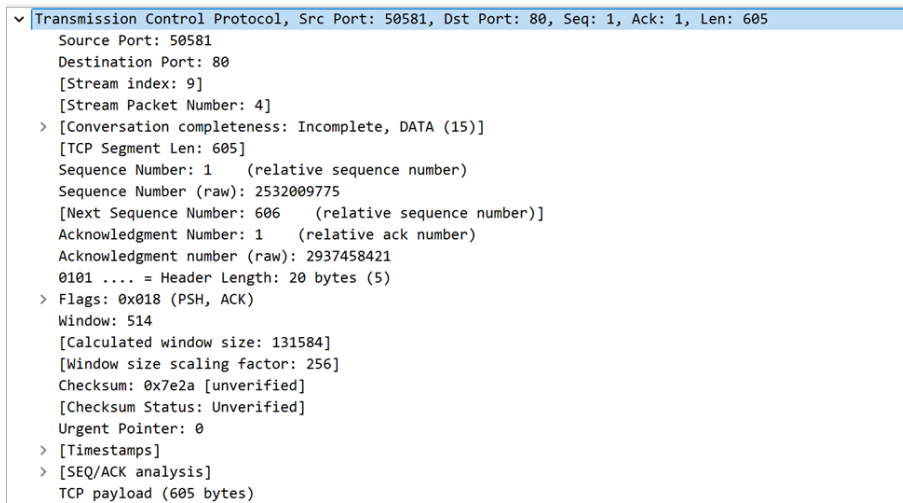 Transmission Control Protocol, Src Port: 50581, Dst Port: 80, Seq: 1, Ack: 1, Len: 605
Source Port: 50581
Destination Port: 80
[Stream index: 9]
[Stream Packet Number: 4]
[Conversation completeness: Incomplete, DATA (15)]
[TCP Segment Len: 605]
Sequence Number: 1    (relative sequence number)
Sequence Number (raw): 2532009775
[Next Sequence Number: 606    (relative sequence number)]
Acknowledgment Number: 1    (relative ack number)
Acknowledgment number (raw): 2937458421
0101 .... = Header Length: 20 bytes (5)
Flags: 0x018 (PSH, ACK)
Window: 514
[Calculated window size: 131584]
[Window size scaling factor: 256]
Checksum: 0x7e2a [unverified]
[Checksum Status: Unverified]
Urgent Pointer: 0
[Timestamps]
[SEQ/ACK analysis]
TCP payload (605 bytes)